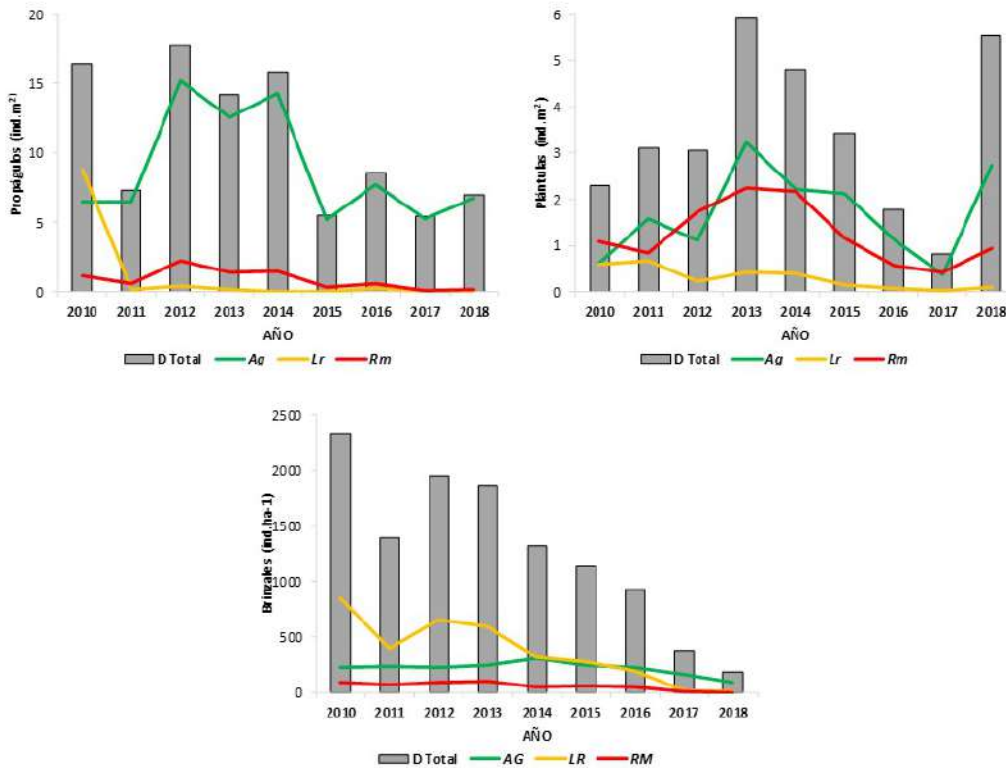 Propágulos (ind.m²)
20
15
10
5
0
2010 2011 2012 2013 2014 2015 2016 2017 2018
AÑO
D Total Ag Lr Rm
Plántulas (ind.m²)
6
5
4
3
2
1
0
2010 2011 2012 2013 2014 2015 2016 2017 2018
AÑO
D Total Ag Lr Rm
Brinzales (ind.ha-1)
2500
2000
1500
1000
500
0
2010 2011 2012 2013 2014 2015 2016 2017 2018
AÑO
D Total AG LR RM